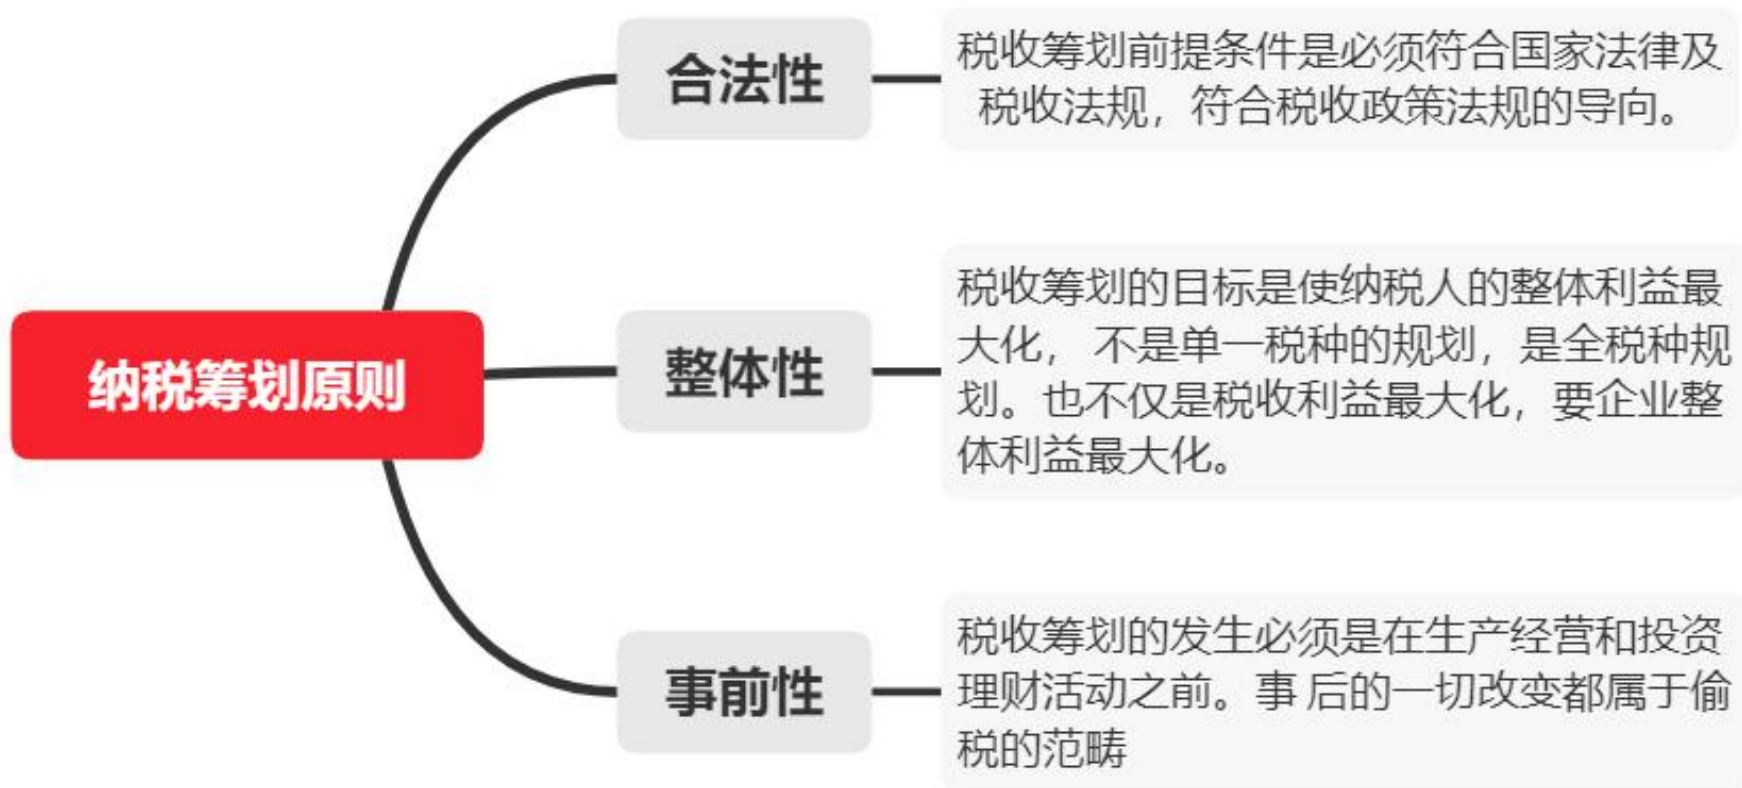 纳税筹划原则
合法性
税收筹划前提条件是必须符合国家法律及
税收法规，符合税收政策法规的导向。
整体性
税收筹划的目标是使纳税人的整体利益最
大化， 不是单一税种的规划，是全税种规
划。也不仅是税收利益最大化，要企业整
体利益最大化。
事前性
税收筹划的发生必须是在生产经营和投资
理财活动之前。事 后的一切改变都属于偷
税的范畴